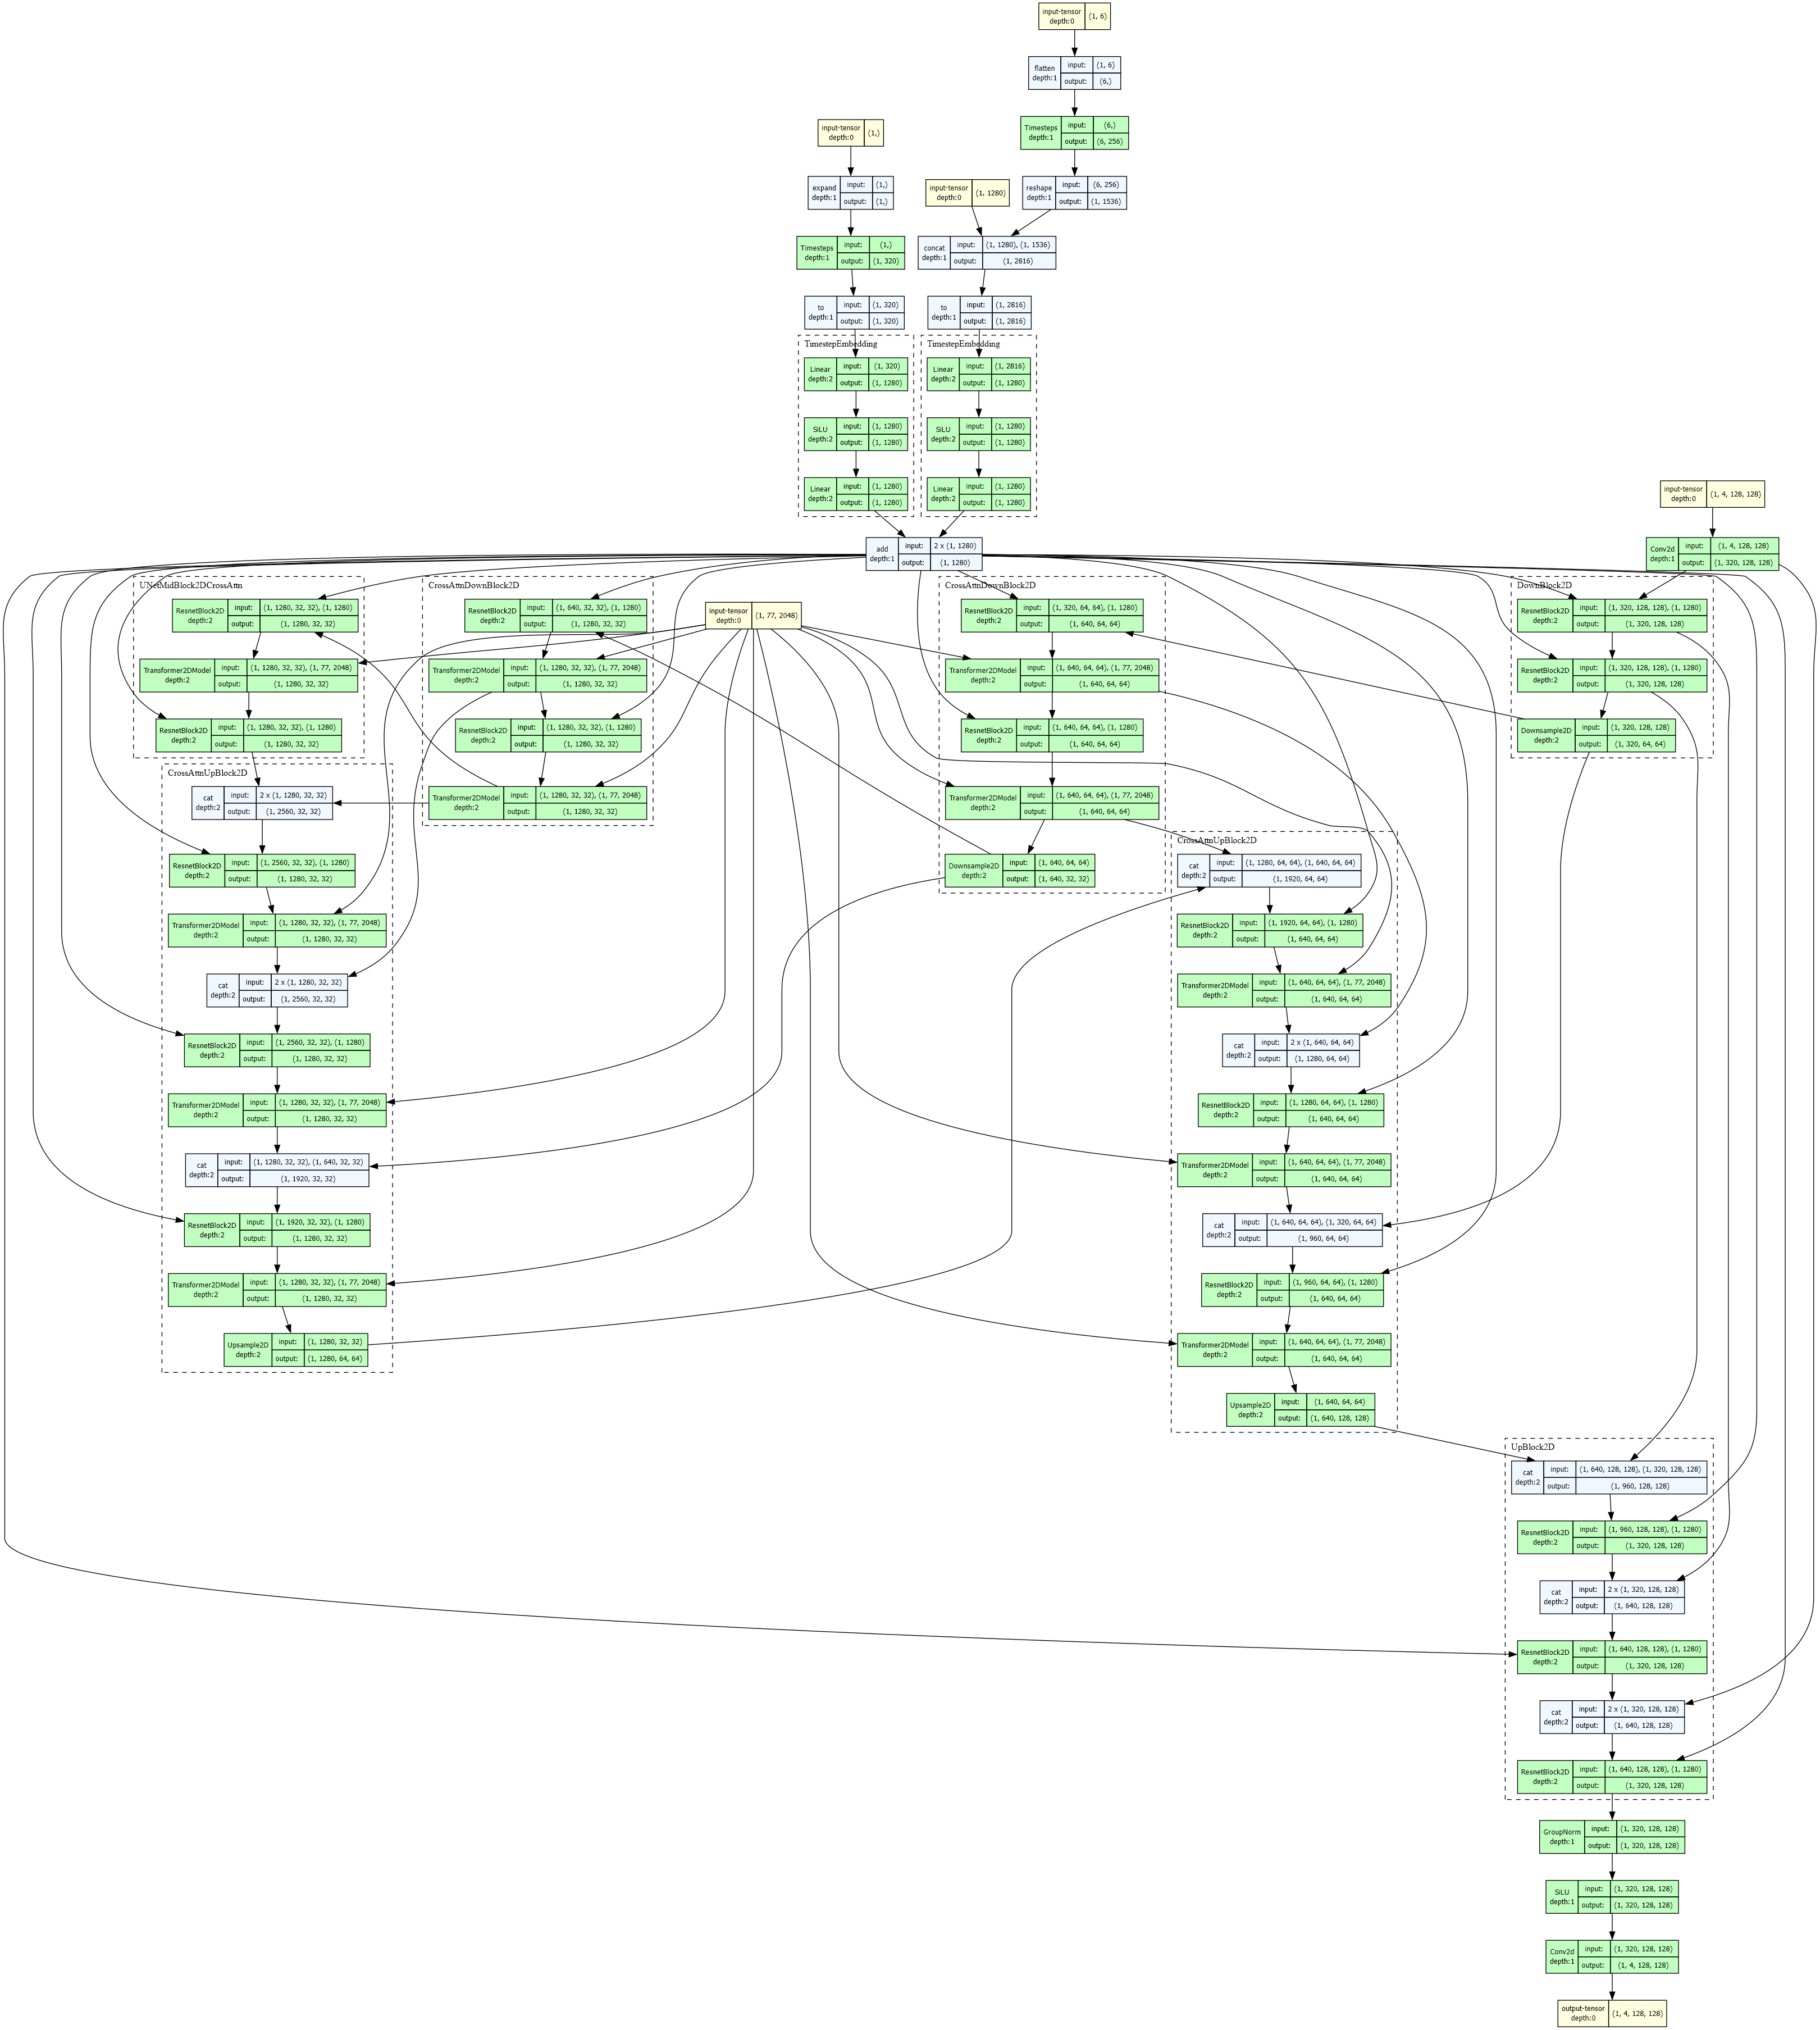 input-tensor (1, 6)
depth:0
flatten input: (1, 6)
depth:1 output: (6,)
Timesteps input: (6,)
depth:1 output: (6, 256)
reshape input: (6, 256)
depth:1 output: (1, 1536)
input-tensor (1,)
depth:0
expand input: (1,)
depth:1 output: (1,)
Timesteps input: (1,)
depth:1 output: (1, 320)
to input: (1, 320)
depth:1 output: (1, 320)
input-tensor (1, 1280)
depth:0
concat input: (1, 1280), (1, 1536)
depth:1 output: (1, 2816)
to input: (1, 2816)
depth:1 output: (1, 2816)
TimestepEmbedding
Linear input: (1, 320)
depth:2 output: (1, 1280)
SiLU input: (1, 1280)
depth:2 output: (1, 1280)
Linear input: (1, 1280)
depth:2 output: (1, 1280)
TimestepEmbedding
Linear input: (1, 2816)
depth:2 output: (1, 1280)
SiLU input: (1, 1280)
depth:2 output: (1, 1280)
Linear input: (1, 1280)
depth:2 output: (1, 1280)
add input: 2 x (1, 1280)
depth:1 output: (1, 1280)
input-tensor (1, 4, 128, 128)
depth:0
Conv2d input: (1, 4, 128, 128)
depth:1 output: (1, 320, 128, 128)
UNetMidBlock2DCrossAttn
ResnetBlock2D input: (1, 1280, 32, 32), (1, 1280)
depth:2 output: (1, 1280, 32, 32)
Transformer2DModel input: (1, 1280, 32, 32), (1, 77, 2048)
depth:2 output: (1, 1280, 32, 32)
ResnetBlock2D input: (1, 1280, 32, 32), (1, 1280)
depth:2 output: (1, 1280, 32, 32)
CrossAttnDownBlock2D
ResnetBlock2D input: (1, 640, 32, 32), (1, 1280)
depth:2 output: (1, 1280, 32, 32)
Transformer2DModel input: (1, 1280, 32, 32), (1, 77, 2048)
depth:2 output: (1, 1280, 32, 32)
ResnetBlock2D input: (1, 1280, 32, 32), (1, 1280)
depth:2 output: (1, 1280, 32, 32)
Transformer2DModel input: (1, 1280, 32, 32), (1, 77, 2048)
depth:2 output: (1, 1280, 32, 32)
input-tensor (1, 77, 2048)
depth:0
CrossAttnDownBlock2D
ResnetBlock2D input: (1, 320, 64, 64), (1, 1280)
depth:2 output: (1, 640, 64, 64)
Transformer2DModel input: (1, 640, 64, 64), (1, 77, 2048)
depth:2 output: (1, 640, 64, 64)
ResnetBlock2D input: (1, 640, 64, 64), (1, 1280)
depth:2 output: (1, 640, 64, 64)
Transformer2DModel input: (1, 640, 64, 64), (1, 77, 2048)
depth:2 output: (1, 640, 64, 64)
Downsample2D input: (1, 640, 64, 64)
depth:2 output: (1, 640, 32, 32)
DownBlock2D
ResnetBlock2D input: (1, 320, 128, 128), (1, 1280)
depth:2 output: (1, 320, 128, 128)
ResnetBlock2D input: (1, 320, 128, 128), (1, 1280)
depth:2 output: (1, 320, 128, 128)
Downsample2D input: (1, 320, 128, 128)
depth:2 output: (1, 320, 64, 64)
CrossAttnUpBlock2D
cat input: 2 x (1, 1280, 32, 32)
depth:2 output: (1, 2560, 32, 32)
ResnetBlock2D input: (1, 2560, 32, 32), (1, 1280)
depth:2 output: (1, 1280, 32, 32)
Transformer2DModel input: (1, 1280, 32, 32), (1, 77, 2048)
depth:2 output: (1, 1280, 32, 32)
cat input: 2 x (1, 1280, 32, 32)
depth:2 output: (1, 2560, 32, 32)
ResnetBlock2D input: (1, 2560, 32, 32), (1, 1280)
depth:2 output: (1, 1280, 32, 32)
Transformer2DModel input: (1, 1280, 32, 32), (1, 77, 2048)
depth:2 output: (1, 1280, 32, 32)
cat input: (1, 1280, 32, 32), (1, 640, 32, 32)
depth:2 output: (1, 1920, 32, 32)
ResnetBlock2D input: (1, 1920, 32, 32), (1, 1280)
depth:2 output: (1, 1280, 32, 32)
Transformer2DModel input: (1, 1280, 32, 32), (1, 77, 2048)
depth:2 output: (1, 1280, 32, 32)
Upsample2D input: (1, 1280, 32, 32)
depth:2 output: (1, 1280, 64, 64)
CrossAttnUpBlock2D
cat input: (1, 1280, 64, 64), (1, 640, 64, 64)
depth:2 output: (1, 1920, 64, 64)
ResnetBlock2D input: (1, 1920, 64, 64), (1, 1280)
depth:2 output: (1, 640, 64, 64)
Transformer2DModel input: (1, 640, 64, 64), (1, 77, 2048)
depth:2 output: (1, 640, 64, 64)
cat input: 2 x (1, 640, 64, 64)
depth:2 output: (1, 1280, 64, 64)
ResnetBlock2D input: (1, 1280, 64, 64), (1, 1280)
depth:2 output: (1, 640, 64, 64)
Transformer2DModel input: (1, 640, 64, 64), (1, 77, 2048)
depth:2 output: (1, 640, 64, 64)
cat input: (1, 640, 64, 64), (1, 320, 64, 64)
depth:2 output: (1, 960, 64, 64)
ResnetBlock2D input: (1, 960, 64, 64), (1, 1280)
depth:2 output: (1, 640, 64, 64)
Transformer2DModel input: (1, 640, 64, 64), (1, 77, 2048)
depth:2 output: (1, 640, 64, 64)
Upsample2D input: (1, 640, 64, 64)
depth:2 output: (1, 640, 128, 128)
UpBlock2D
cat input: (1, 640, 128, 128), (1, 320, 128, 128)
depth:2 output: (1, 960, 128, 128)
ResnetBlock2D input: (1, 960, 128, 128), (1, 1280)
depth:2 output: (1, 320, 128, 128)
cat input: 2 x (1, 320, 128, 128)
depth:2 output: (1, 640, 128, 128)
ResnetBlock2D input: (1, 640, 128, 128), (1, 1280)
depth:2 output: (1, 320, 128, 128)
cat input: 2 x (1, 320, 128, 128)
depth:2 output: (1, 640, 128, 128)
ResnetBlock2D input: (1, 640, 128, 128), (1, 1280)
depth:2 output: (1, 320, 128, 128)
GroupNorm input: (1, 320, 128, 128)
depth:1 output: (1, 320, 128, 128)
SiLU input: (1, 320, 128, 128)
depth:1 output: (1, 320, 128, 128)
Conv2d input: (1, 320, 128, 128)
depth:1 output: (1, 4, 128, 128)
output-tensor (1, 4, 128, 128)
depth:0